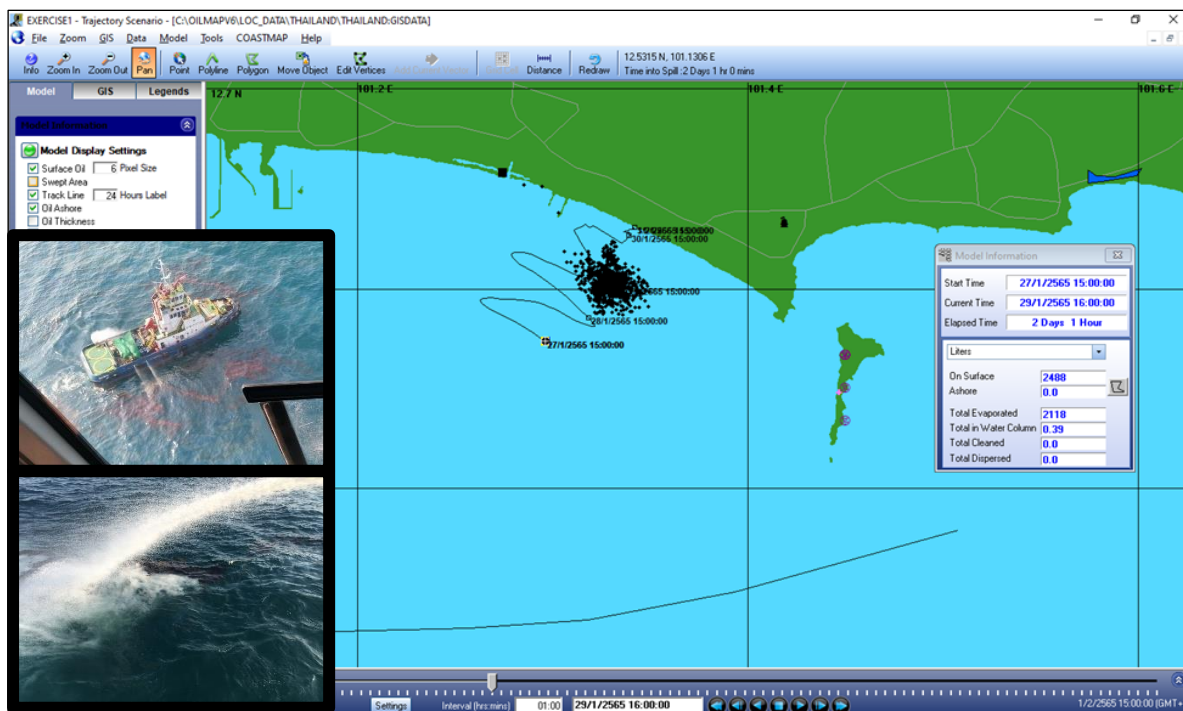 EXERCISE1 - Trajectory Scenario - [C:\OILMAPV6\LOC_DATA\THAILAND\THAILAND:GISDATA]
File Zoom GIS Data Model Tools COASTMAP Help
Info Zoom In Zoom Out Pan Point Polyline Polygon Move Object Edit Vertices Distance Redraw
12.5315 N, 101.1306 E
Time into Spill :2 Days 1 hr 0 mins
Model GIS Legends
Model Information
Model Display Settings
Surface Oil 6 Pixel Size
Swept Area
Track Line 24 Hours Label
Oil Ashore
Oil Thickness
12.7 N
101.2 E
101.4 E
101.6 E
30/1/2565 15:00:00
28/1/2565 15:00:00
27/1/2565 15:00:00
Model Information
Start Time 27/1/2565 15:00:00
Current Time 29/1/2565 16:00:00
Elapsed Time 2 Days 1 Hour
Liters
On Surface 2488
Ashore 0.0
Total Evaporated 2118
Total in Water Column 0.39
Total Cleaned 0.0
Total Dispersed 0.0
Settings Interval (hrs:mins) 01:00 29/1/2565 16:00:00
1/2/2565 15:00:00 (GMT+